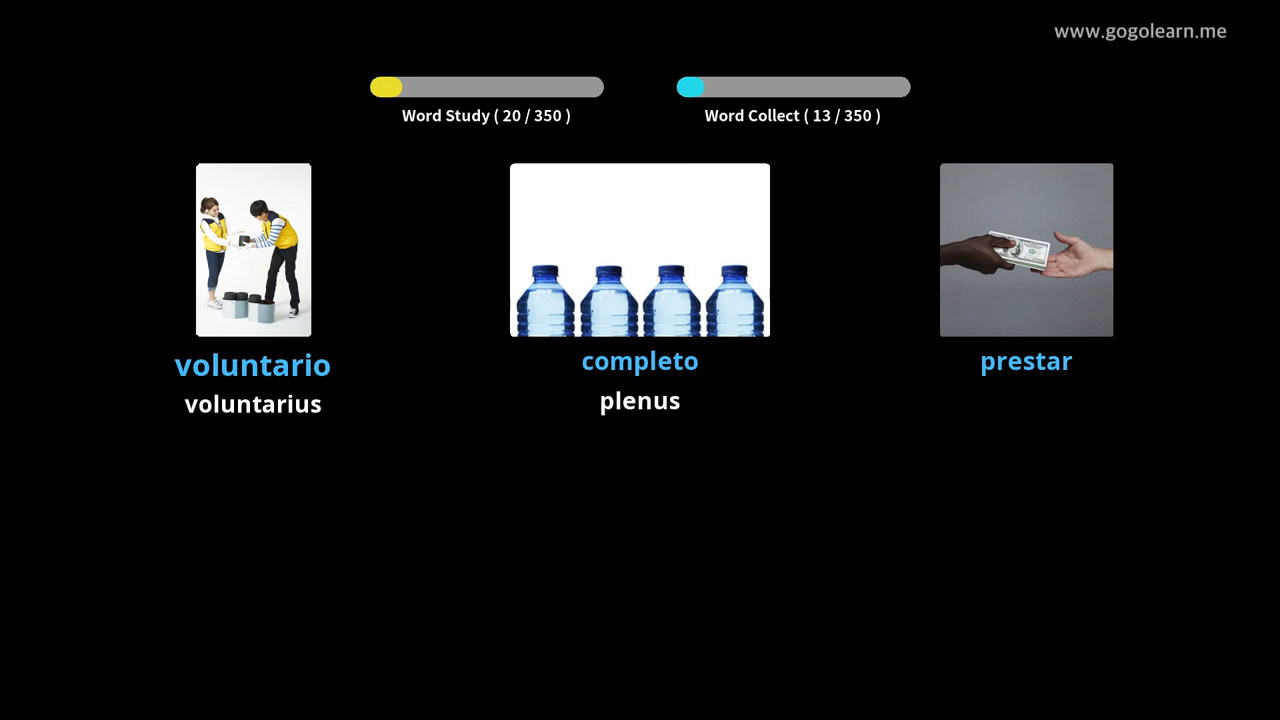 www.gogolearn.me
Word Study ( 20 / 350 )
Word Collect ( 13 / 350 )
voluntario
voluntarius
completo
plenus
prestar